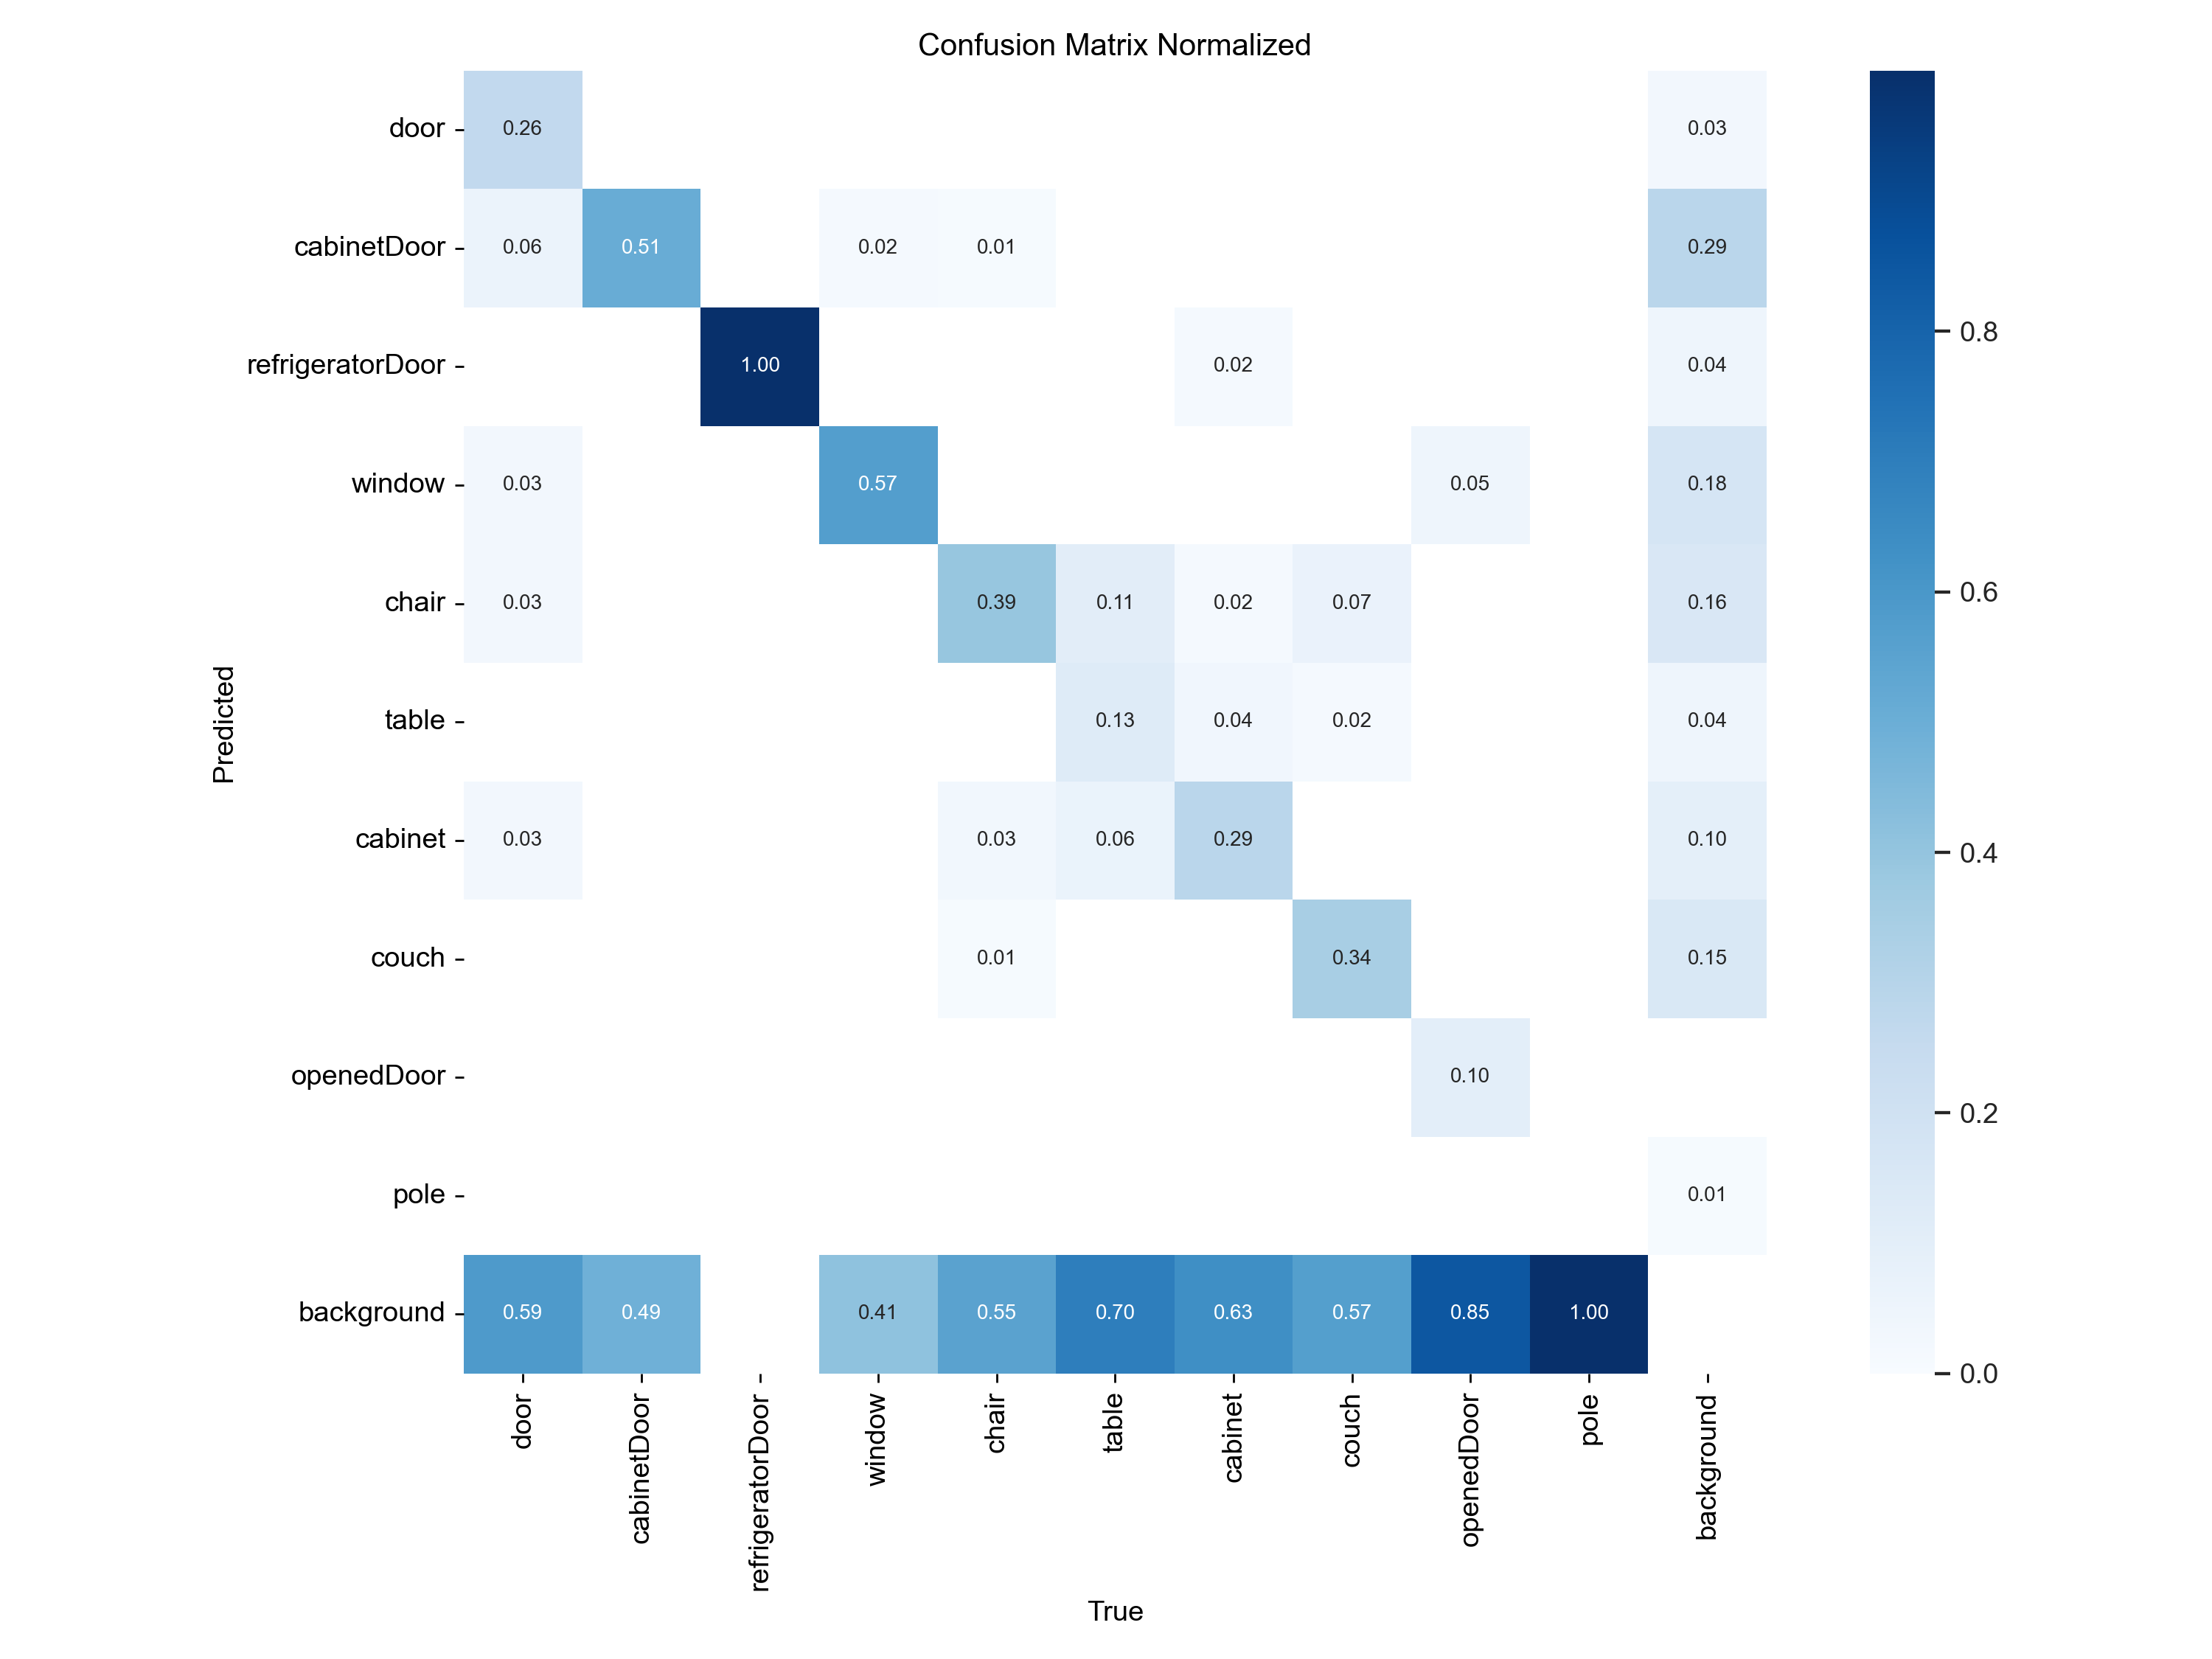 Confusion Matrix Normalized
door
0.26
0.03
cabinetDoor
0.06
0.51
0.02
0.01
0.29
0.8
refrigeratorDoor
1.00
0.02
0.04
window
0.03
0.57
0.05
0.18
0.6
chair
0.03
0.39
0.11
0.02
0.07
0.16
Predicted
table
0.13
0.04
0.02
0.04
cabinet
0.03
0.03
0.06
0.29
0.10
0.4
couch
0.01
0.34
0.15
openedDoor
0.10
0.2
pole
0.01
background
0.59
0.49
0.41
0.55
0.70
0.63
0.57
0.85
1.00
0.0
door
cabinetDoor
refrigeratorDoor
window
chair
table
cabinet
couch
openedDoor
pole
background
True